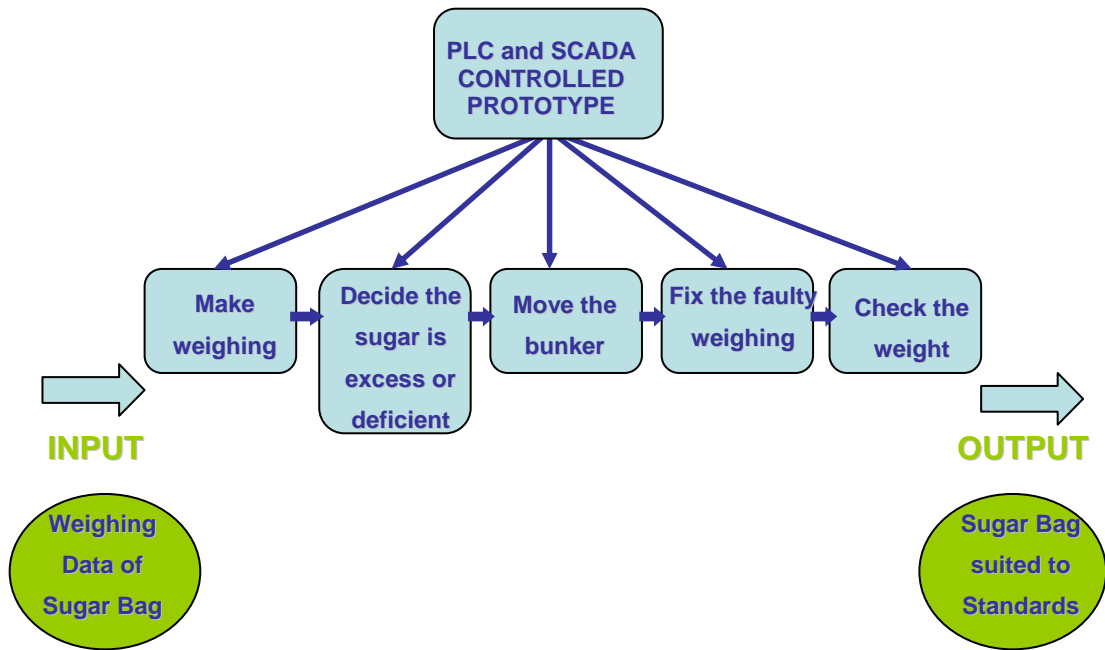 PLC and SCADA
CONTROLLED
PROTOTYPE
Make
weighing
Decide the
sugar is
excess or
deficient
Move the
bunker
Fix the faulty
weighing
Check the
weight
INPUT
OUTPUT
Weighing
Data of
Sugar Bag
Sugar Bag
suited to
Standards